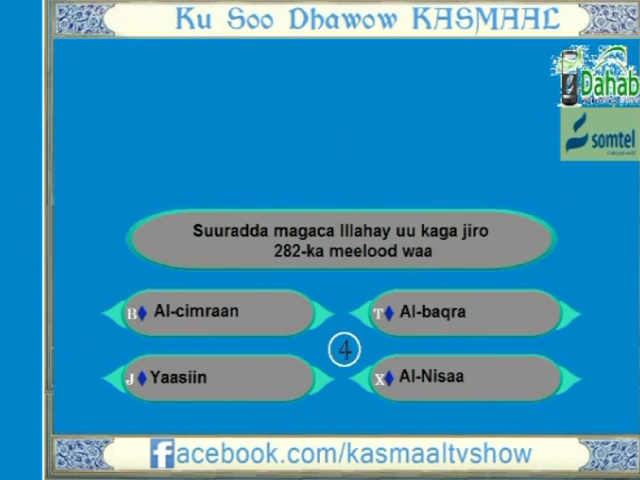 Ku Soo Dhawow KASMAAL
Dahab
somtel
Suuradda magaca Illahay uu kaga jiro
282-ka meelood waa
B Al-cimraan
T Al-baqra
4
J Yaasiin
X Al-Nisaa
facebook.com/kasmaaltvshow